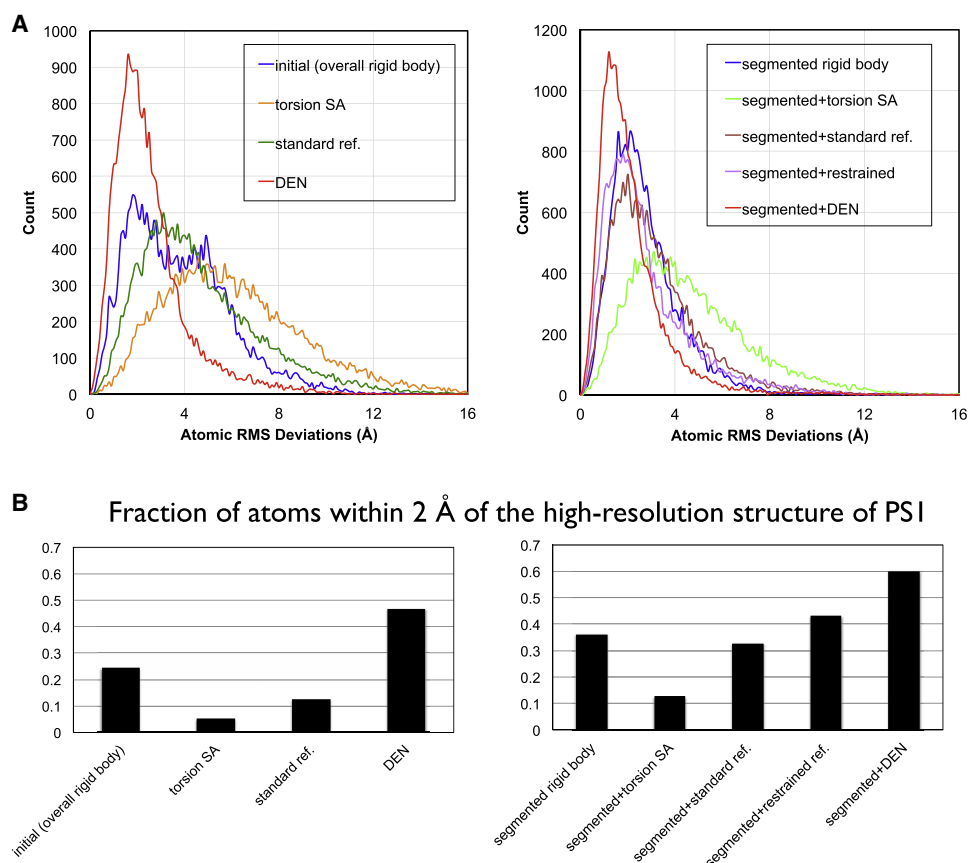 A
1000
900
800
700
600
500
400
300
200
100
0
Count
0 4 8 12 16
Atomic RMS Deviations (Å)
initial (overall rigid body)
torsion SA
standard ref.
DEN
1200
1000
800
600
400
200
0
Count
0 4 8 12 16
Atomic RMS Deviations (Å)
segmented rigid body
segmented+torsion SA
segmented+standard ref.
segmented+restrained
segmented+DEN
B
Fraction of atoms within 2 Å of the high-resolution structure of PS1
0.7
0.6
0.5
0.4
0.3
0.2
0.1
0
initial (overall rigid body)
torsion SA
standard ref.
DEN
0.7
0.6
0.5
0.4
0.3
0.2
0.1
0
segmented rigid body
segmented+torsion SA
segmented+standard ref.
segmented+restrained ref.
segmented+DEN